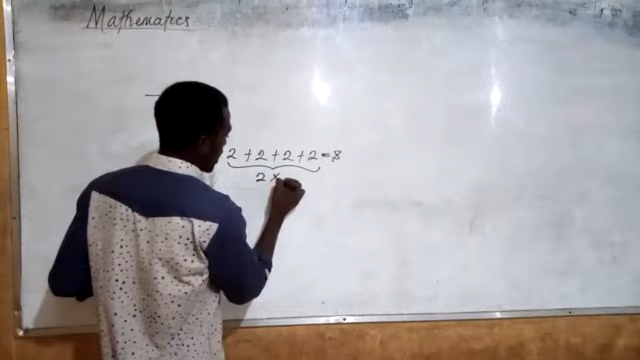 Mathematics
2 + 2 + 2 + 2 = 8
2 ×